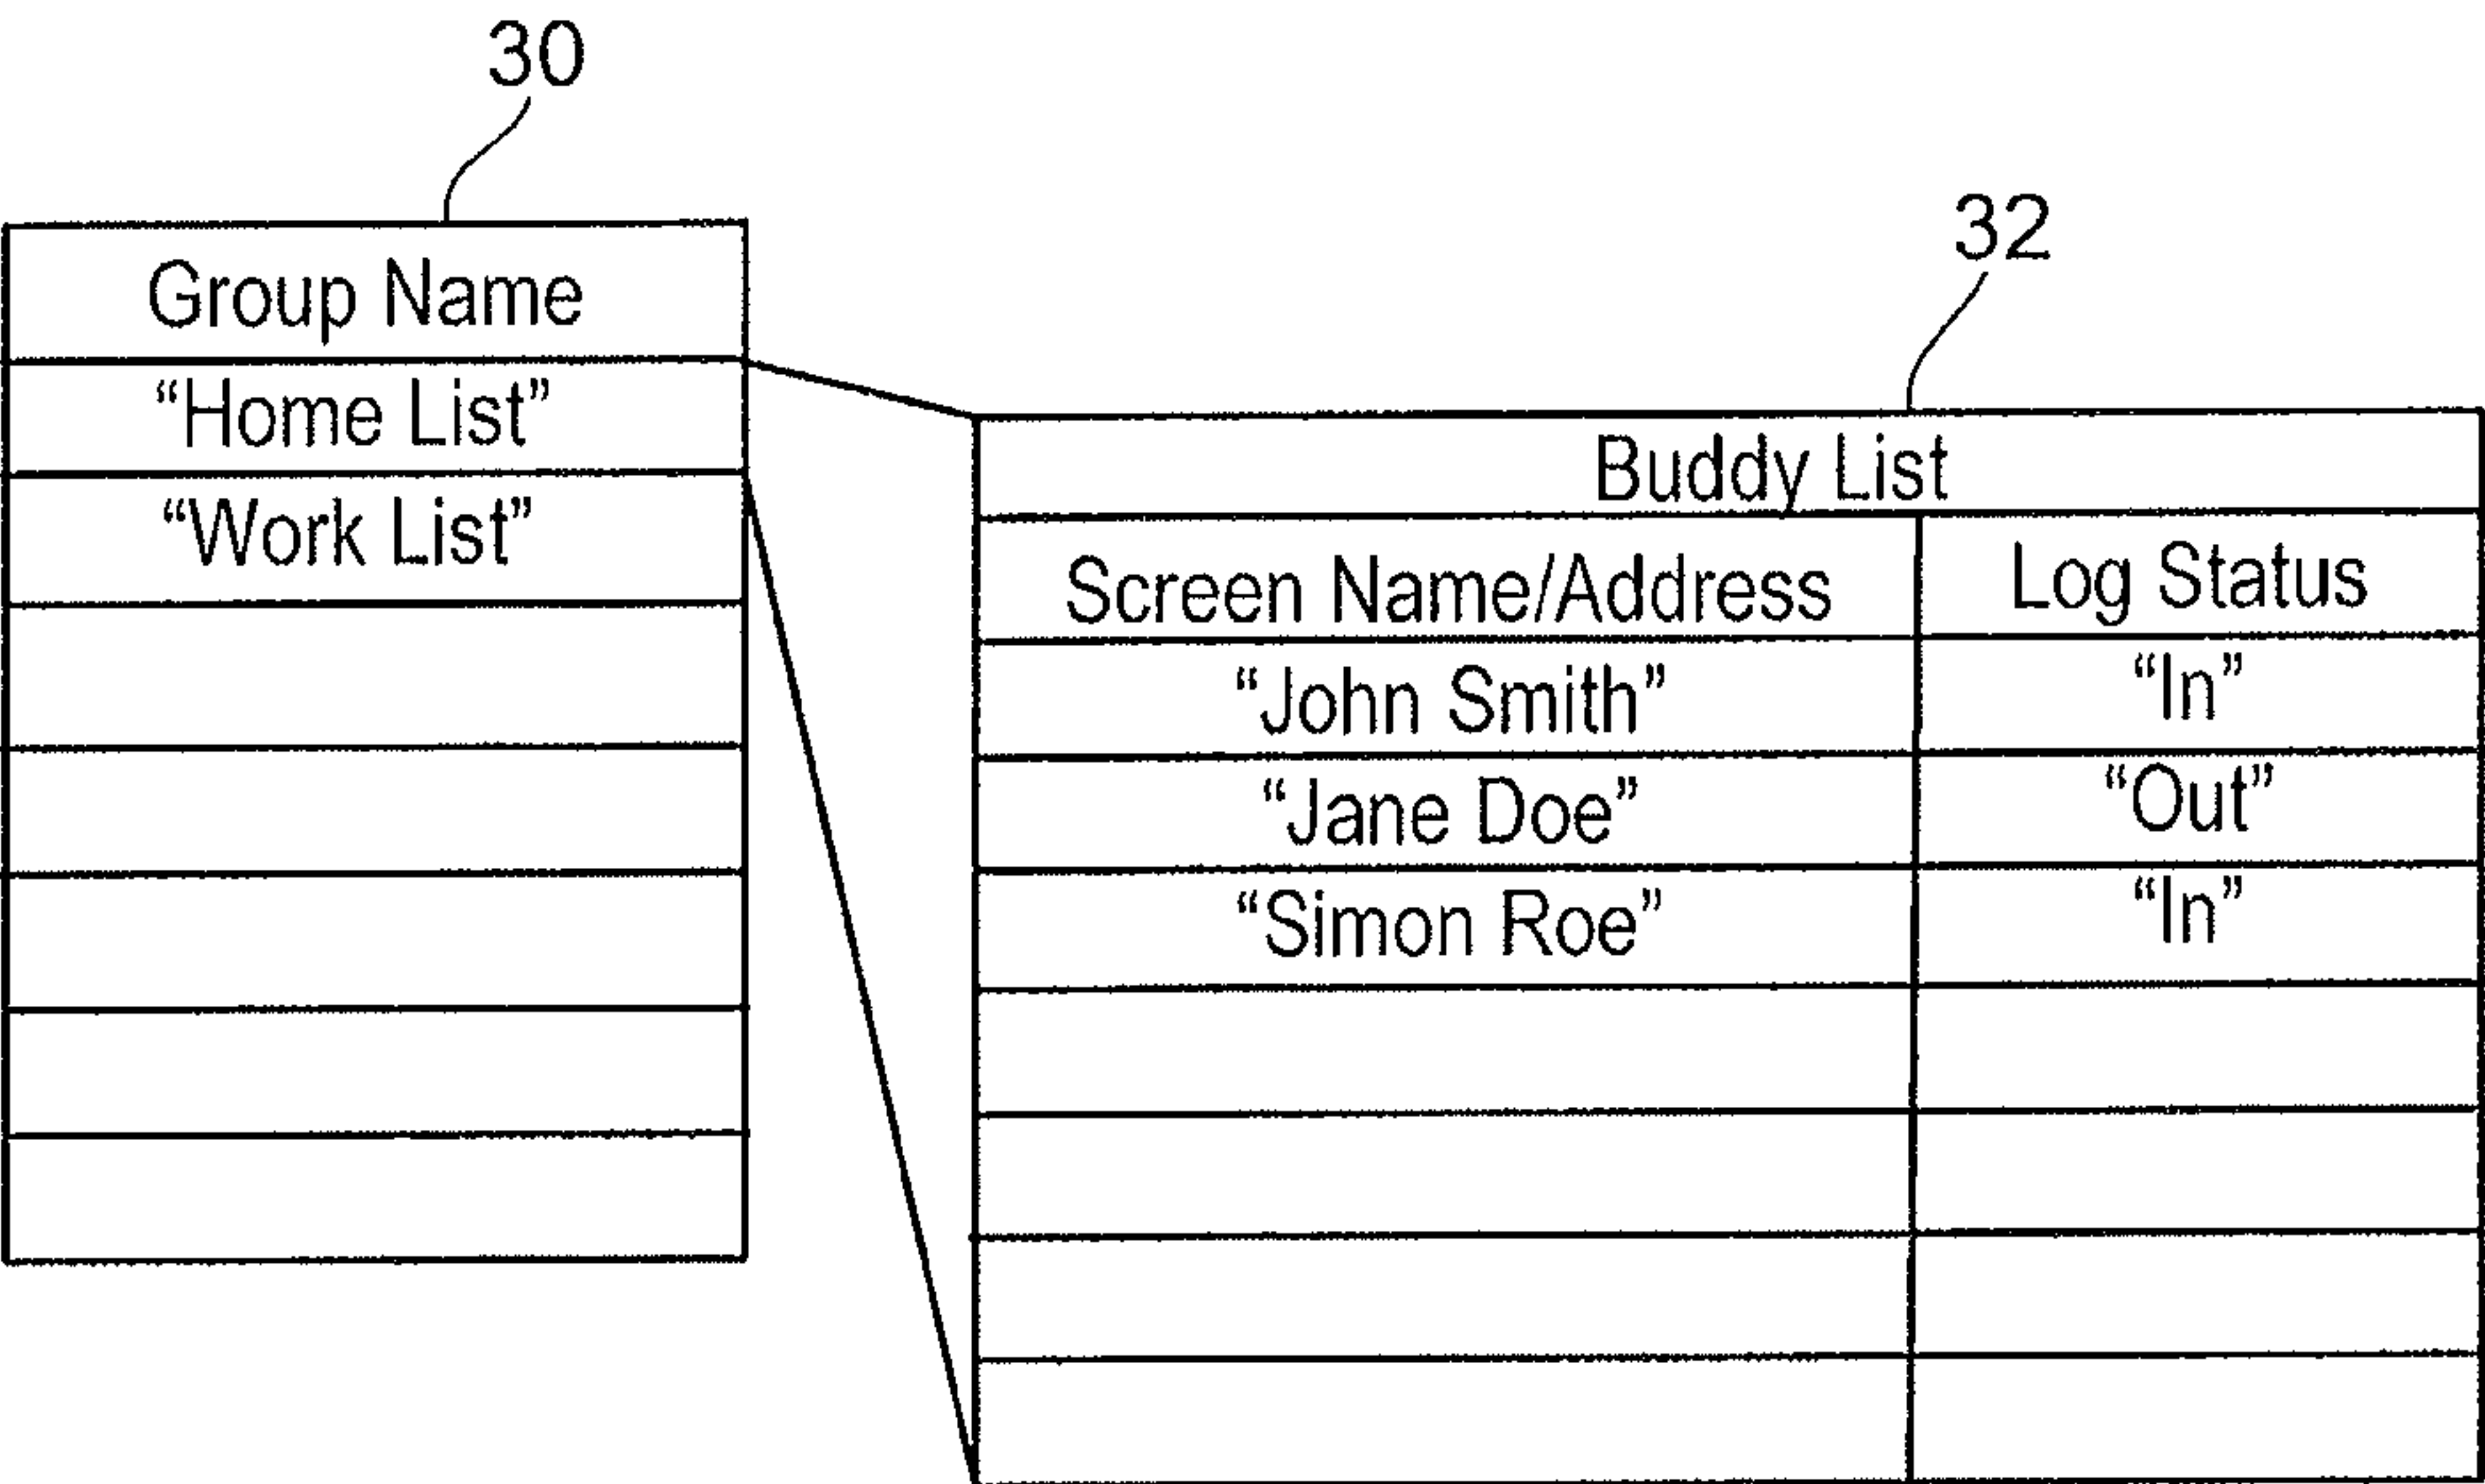 30
Group Name
“Home List”
“Work List”
32
Buddy List
Screen Name/Address Log Status
“John Smith” “In”
“Jane Doe” “Out”
“Simon Roe” “In”